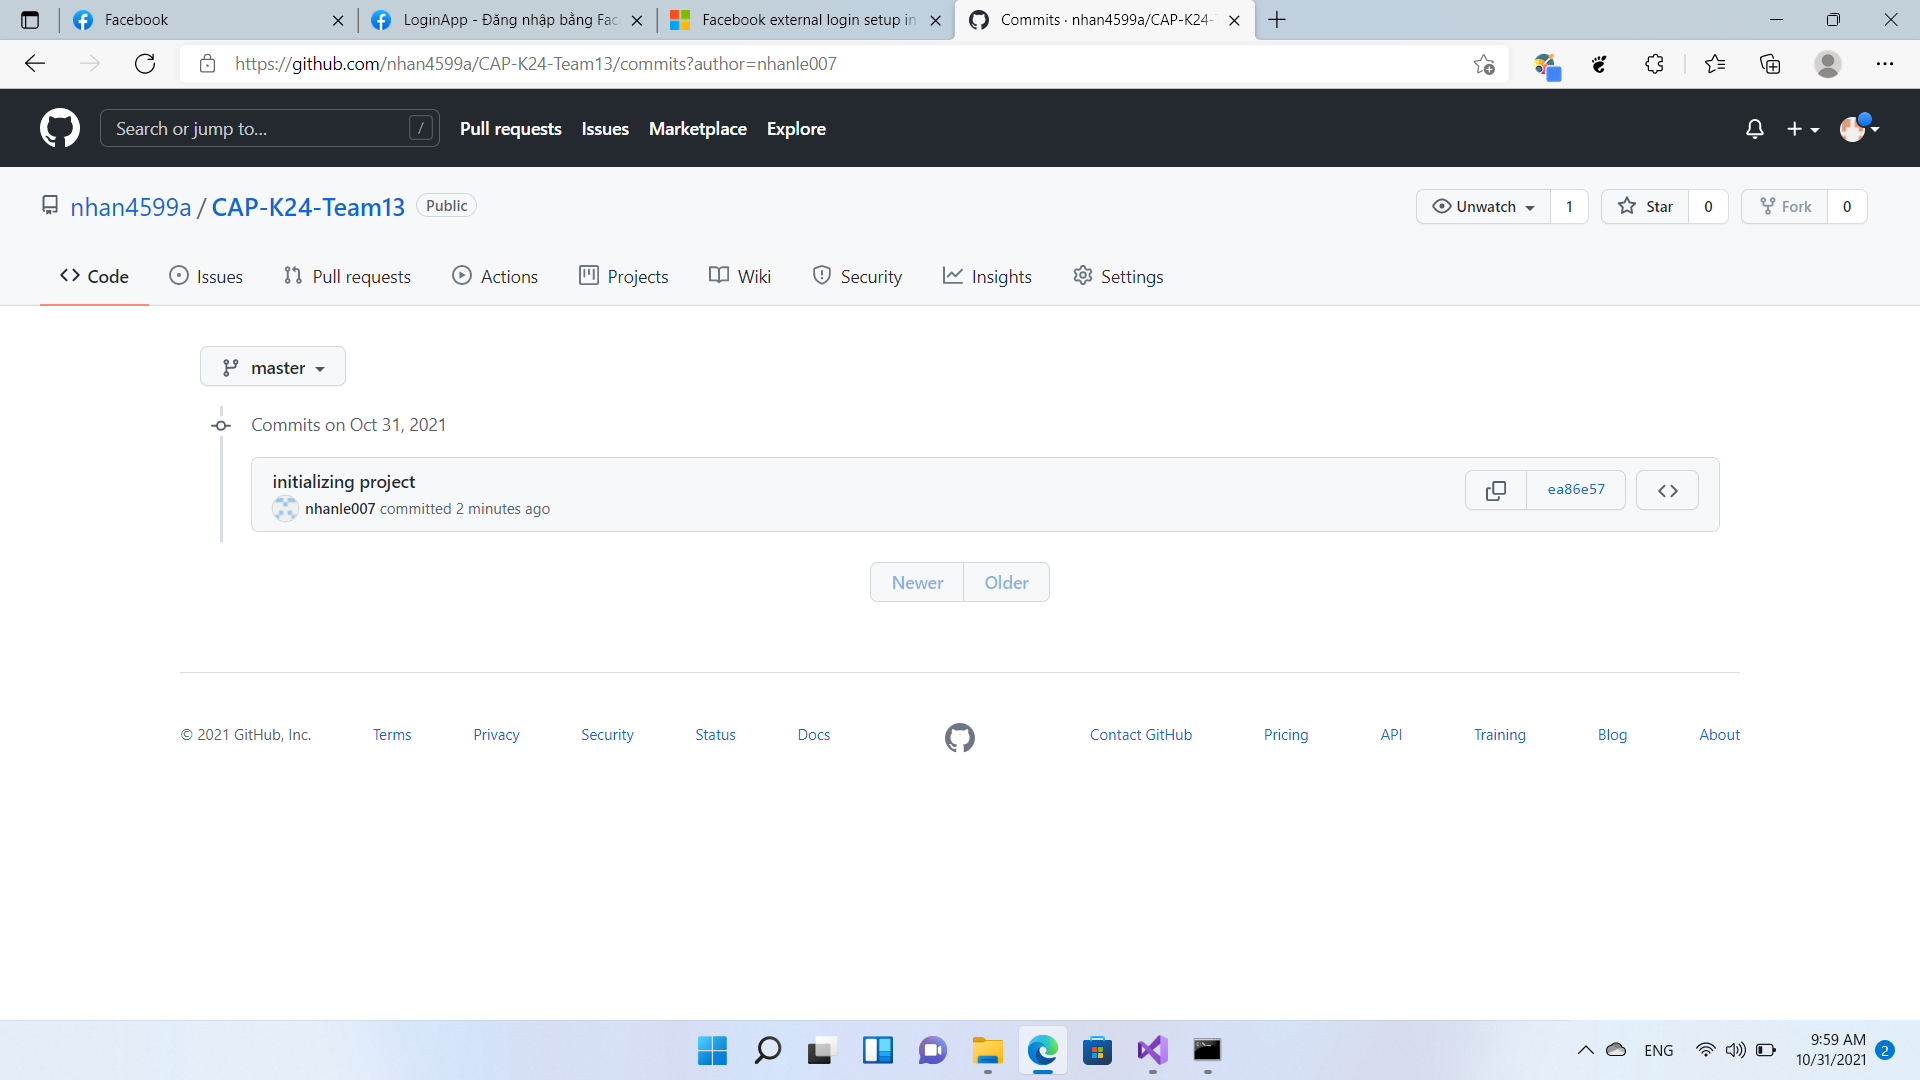 Facebook
LoginApp - Đăng nhập bằng Fac
Facebook external login setup in
Commits · nhan4599a/CAP-K24-T
https://github.com/nhan4599a/CAP-K24-Team13/commits?author=nhanle007
Search or jump to... /
Pull requests Issues Marketplace Explore
nhan4599a / CAP-K24-Team13 Public
Unwatch 1 Star 0 Fork 0
Code Issues Pull requests Actions Projects Wiki Security Insights Settings
master
Commits on Oct 31, 2021
initializing project
nhanle007 committed 2 minutes ago
ea86e57
Newer Older
© 2021 GitHub, Inc. Terms Privacy Security Status Docs Contact GitHub Pricing API Training Blog About
ENG
9:59 AM
10/31/2021
2